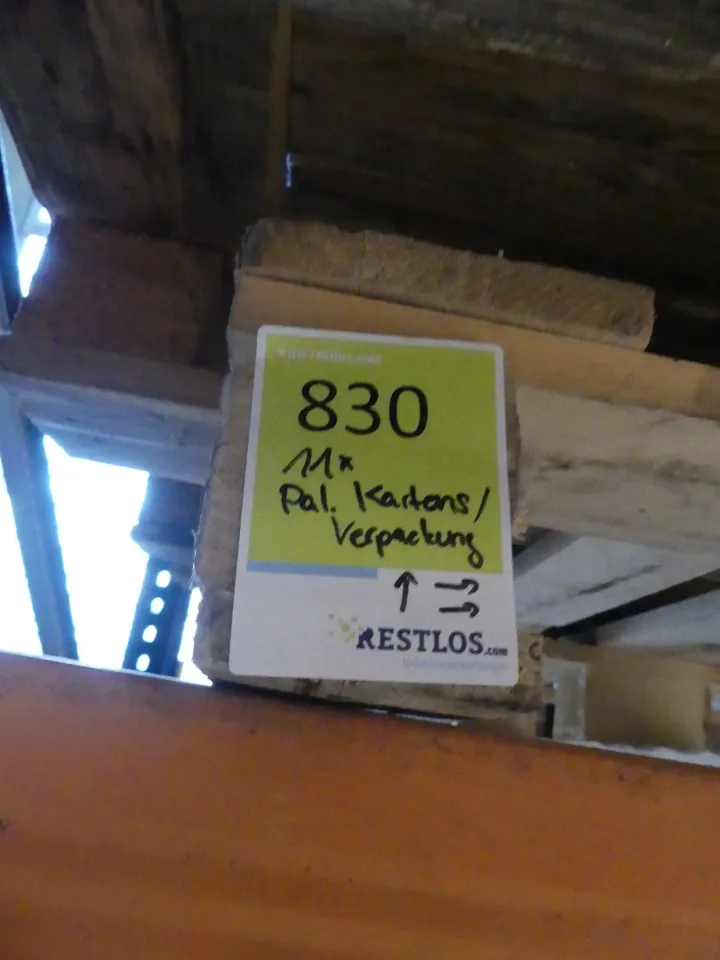 www.restlos.com
830
11x
Pal. Kartons/
Verpackung
↑ →
→
RESTLOS.com